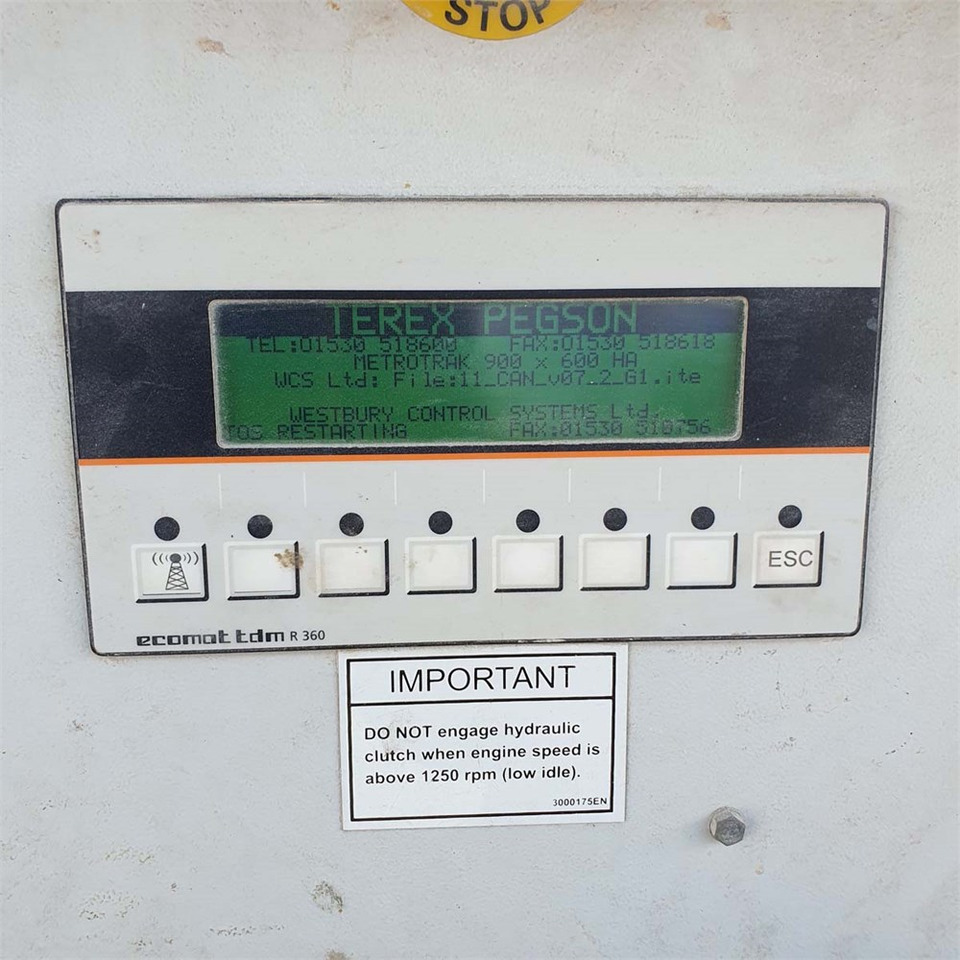 STOP
TEREX PEGSON
TEL:01530 518600 FAX:01530 518618
METROTRAK 900 x 600 HA
WCS Ltd: File:11_CAN_v07_2_G1.ite
WESTBURY CONTROL SYSTEMS Ltd.
RESTARTING FAX:01530 510756
ESC
ecomat tdm R 360
IMPORTANT
DO NOT engage hydraulic
clutch when engine speed is
above 1250 rpm (low idle).
3000175EN